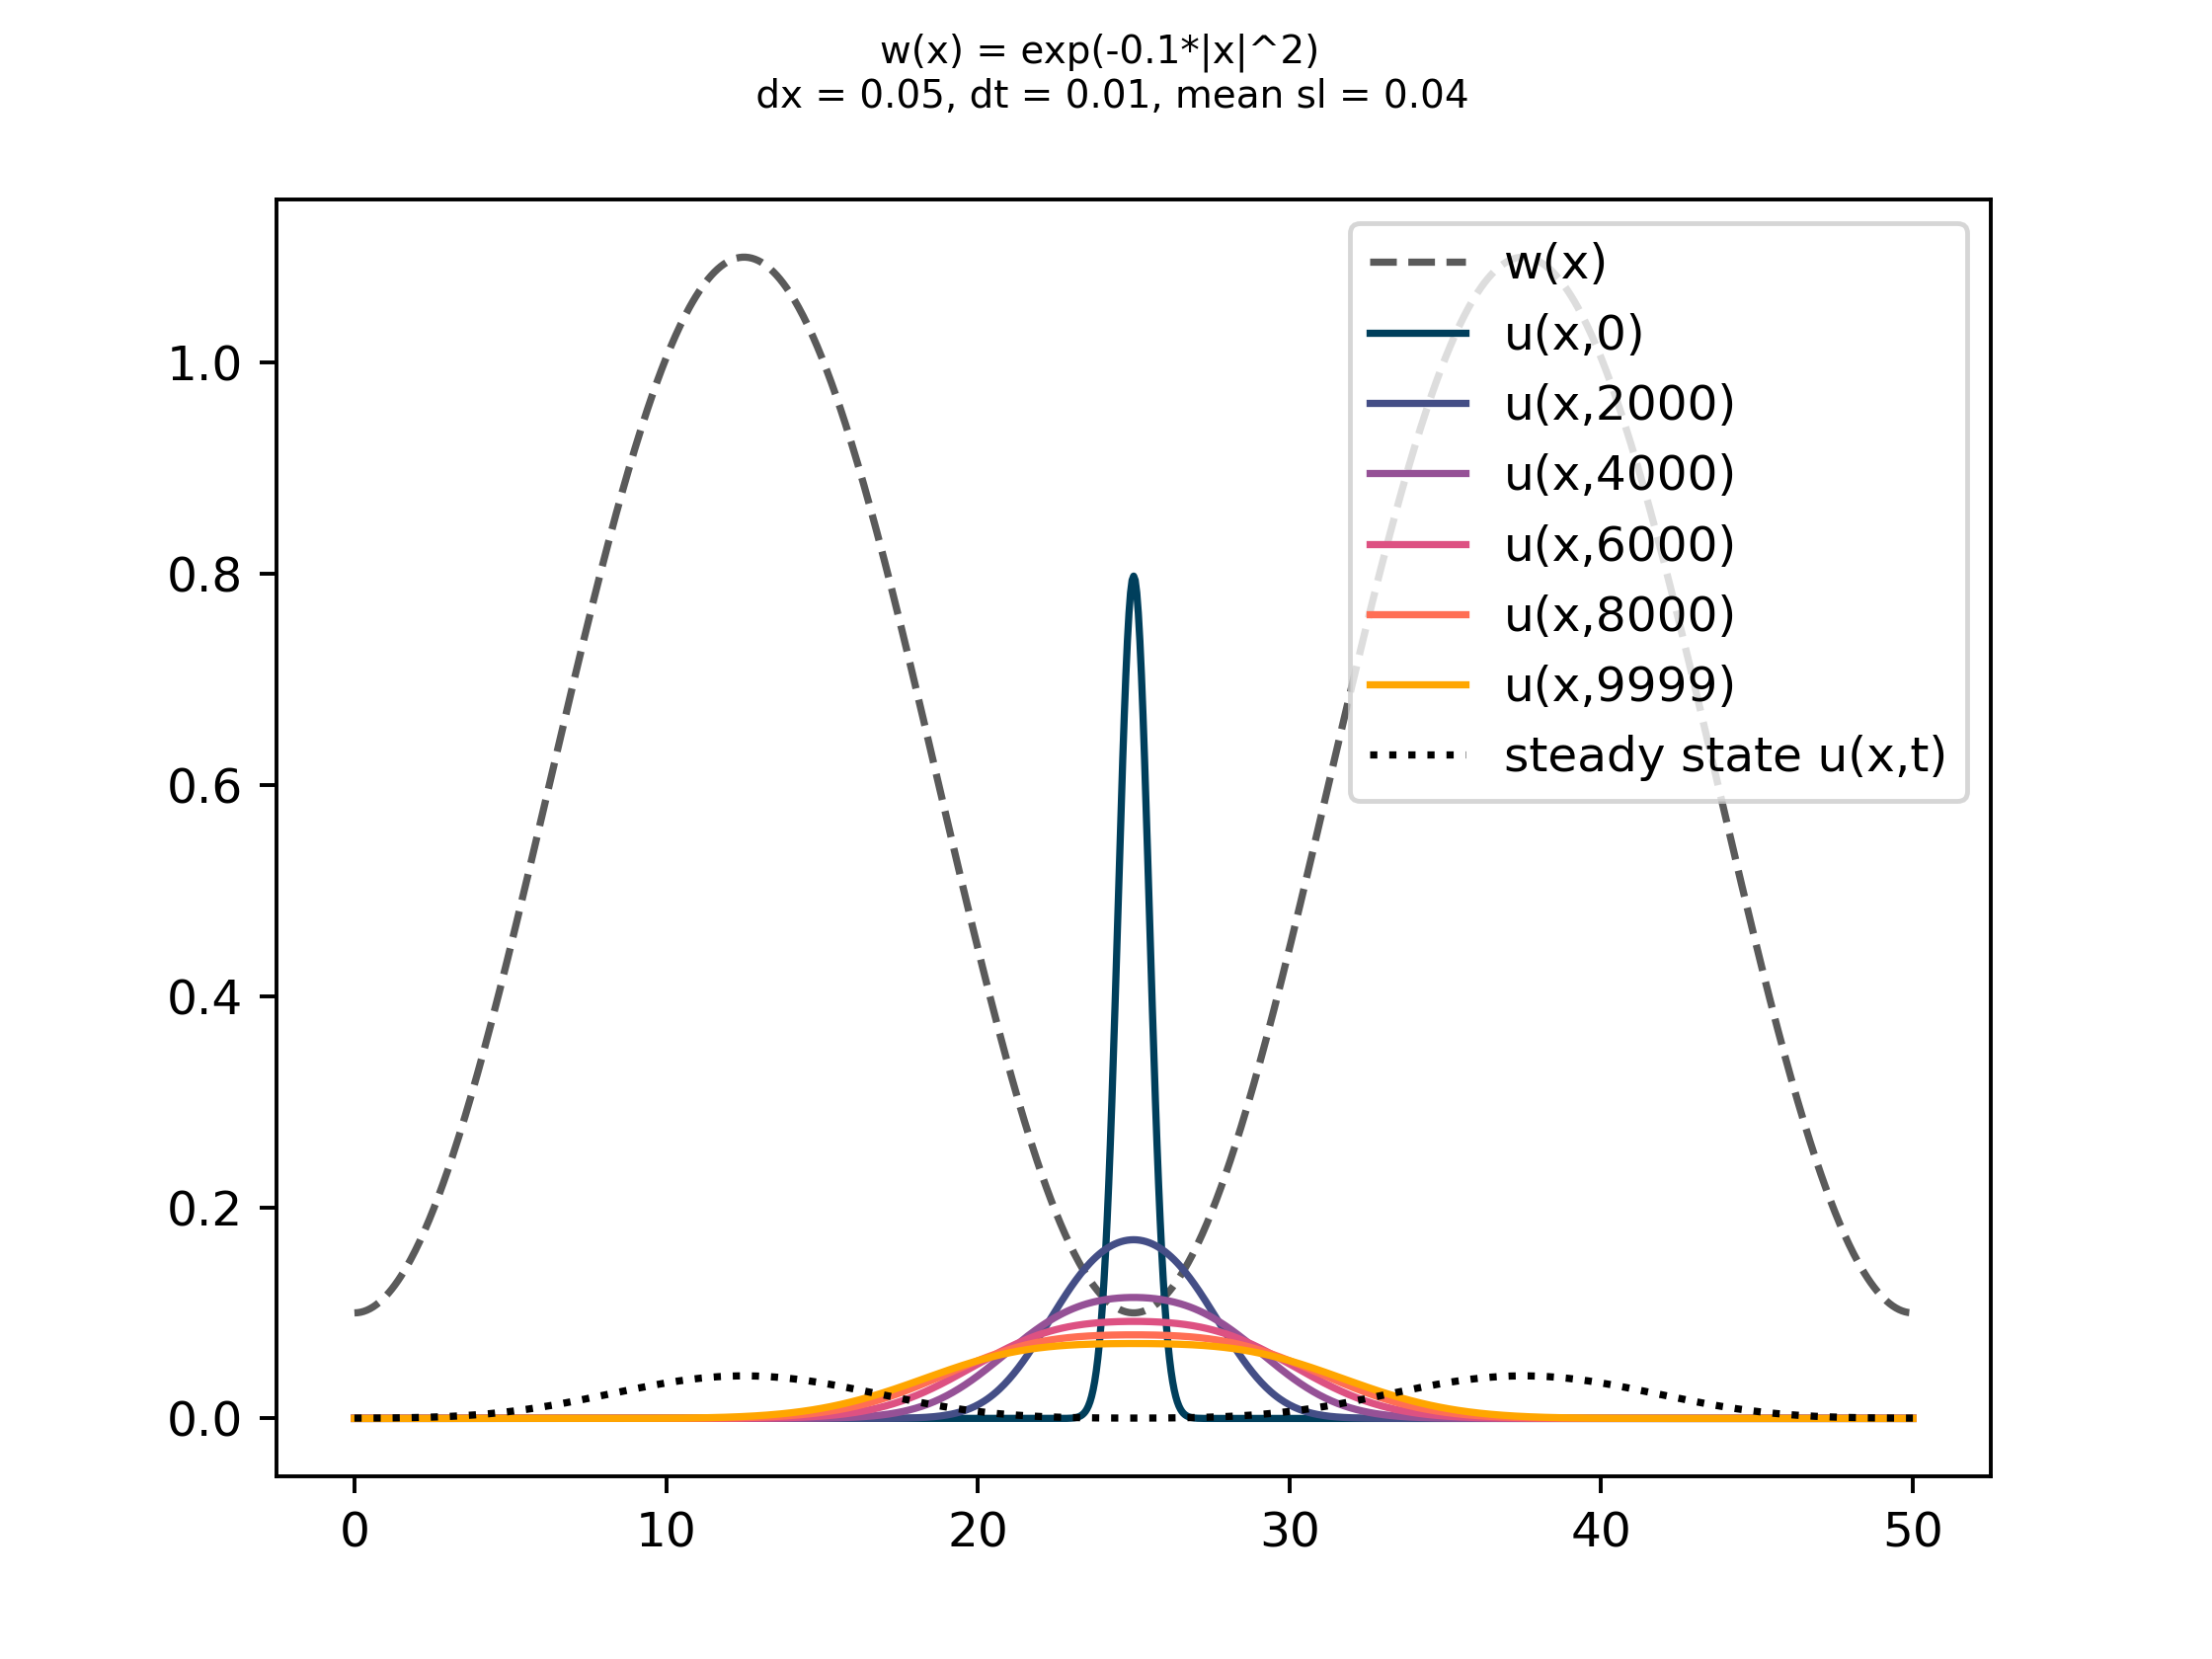 w(x) = exp(-0.1*|x|^2)
dx = 0.05, dt = 0.01, mean sl = 0.04
w(x)
u(x,0)
u(x,2000)
u(x,4000)
u(x,6000)
u(x,8000)
u(x,9999)
steady state u(x,t)
1.0
0.8
0.6
0.4
0.2
0.0
0
10
20
30
40
50